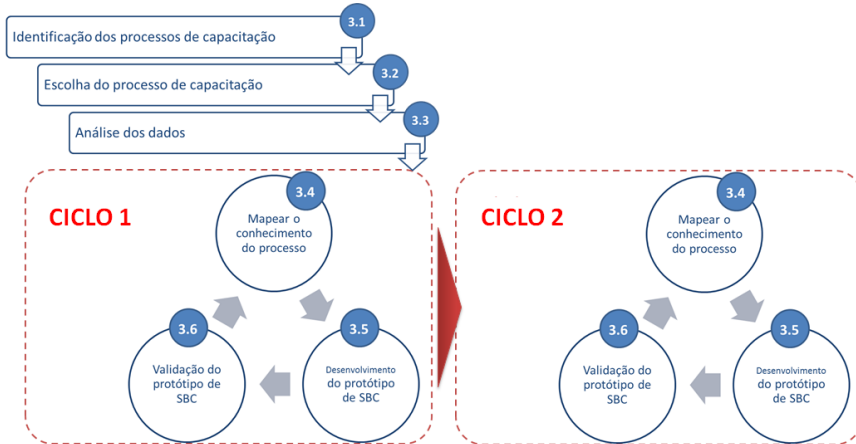 3.1
Identificação dos processos de capacitação
3.2
Escolha do processo de capacitação
3.3
Análise dos dados
CICLO 1
3.4
Mapear o
conhecimento
do processo
3.6
Validação do
protótipo de
SBC
3.5
Desenvolvimento
do protótipo
de SBC
CICLO 2
3.4
Mapear o
conhecimento
do processo
3.6
Validação do
protótipo de
SBC
3.5
Desenvolvimento
do protótipo
de SBC